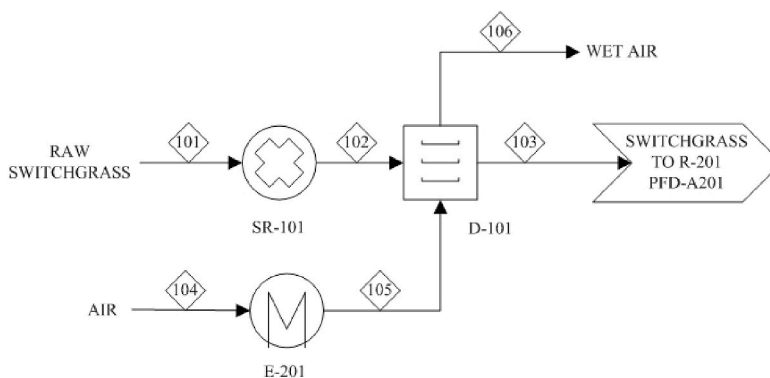 106
WET AIR
101
102
103
RAW
SWITCHGRASS
SWITCHGRASS
TO R-201
PFD-A201
SR-101
D-101
104
105
AIR
E-201